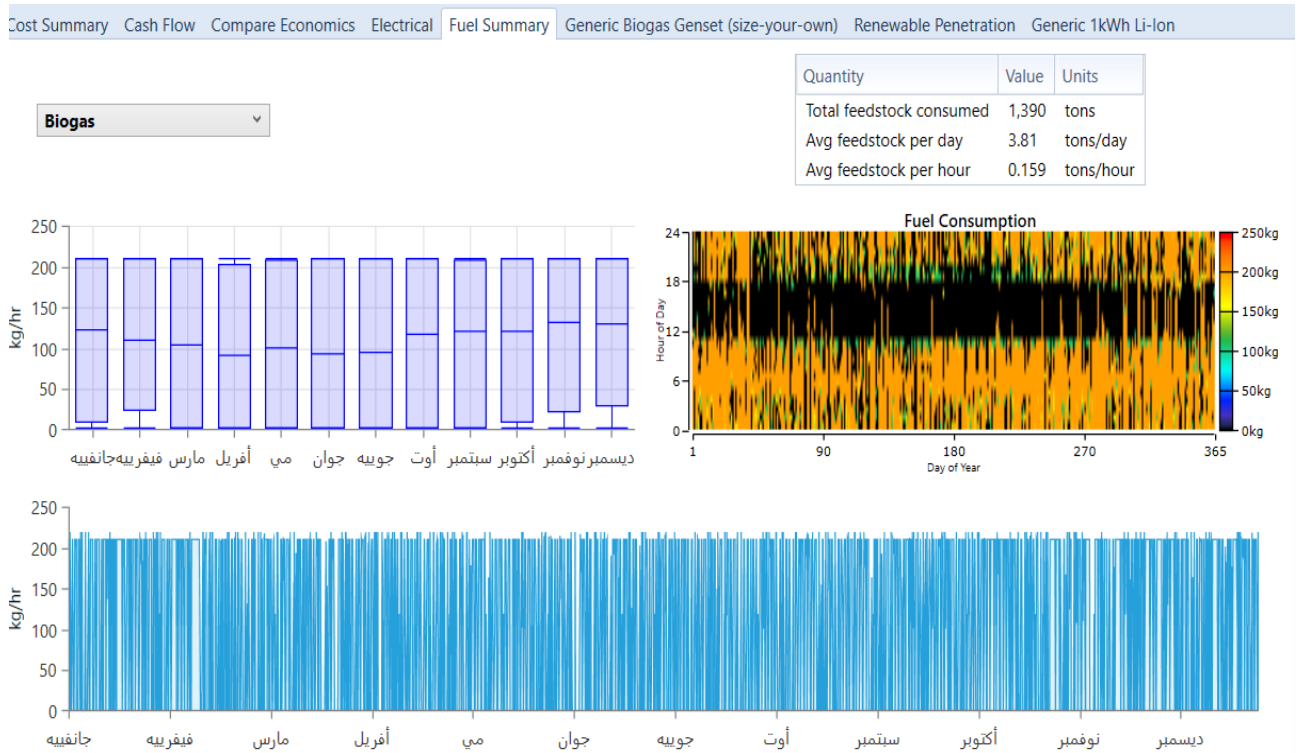 Cost Summary Cash Flow Compare Economics Electrical Fuel Summary Generic Biogas Genset (size-your-own) Renewable Penetration Generic 1kWh Li-Ion
Quantity Value Units
Total feedstock consumed 1,390 tons
Avg feedstock per day 3.81 tons/day
Avg feedstock per hour 0.159 tons/hour
Biogas
250
200
150
100
50
0
kg/hr
جانفييه فيفرييه مارس أفريل مي جوان جوييه أوت سبتمبر أكتوبر نوفمبر ديسمبر
Fuel Consumption
24
18
12
6
0
Hour of Day
1 90 180 270 365
Day of Year
250kg
200kg
150kg
100kg
50kg
0kg
250
200
150
100
50
0
kg/hr
جانفييه فيفرييه مارس أفريل مي جوان جوييه أوت سبتمبر أكتوبر نوفمبر ديسمبر